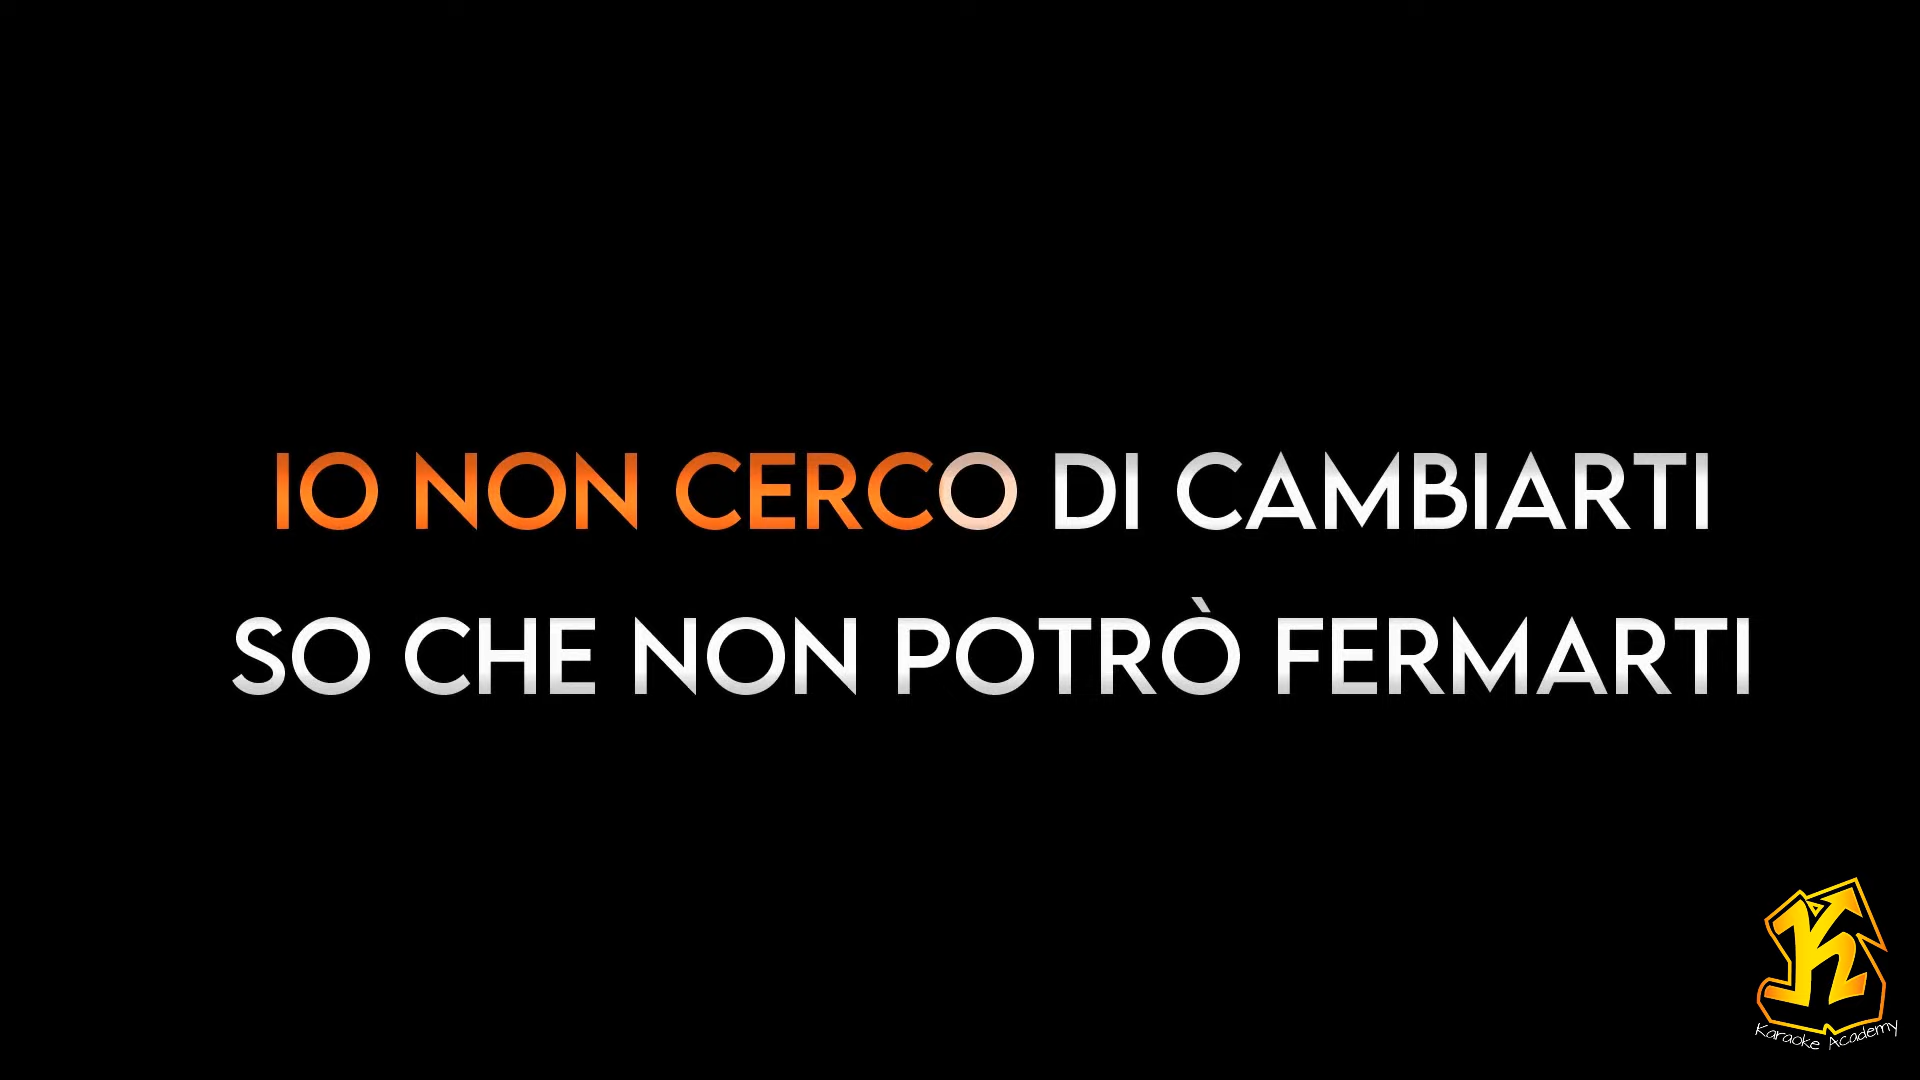 IO NON CERCO DI CAMBIARTI
SO CHE NON POTRÒ FERMARTI
K
Karaoke Academy